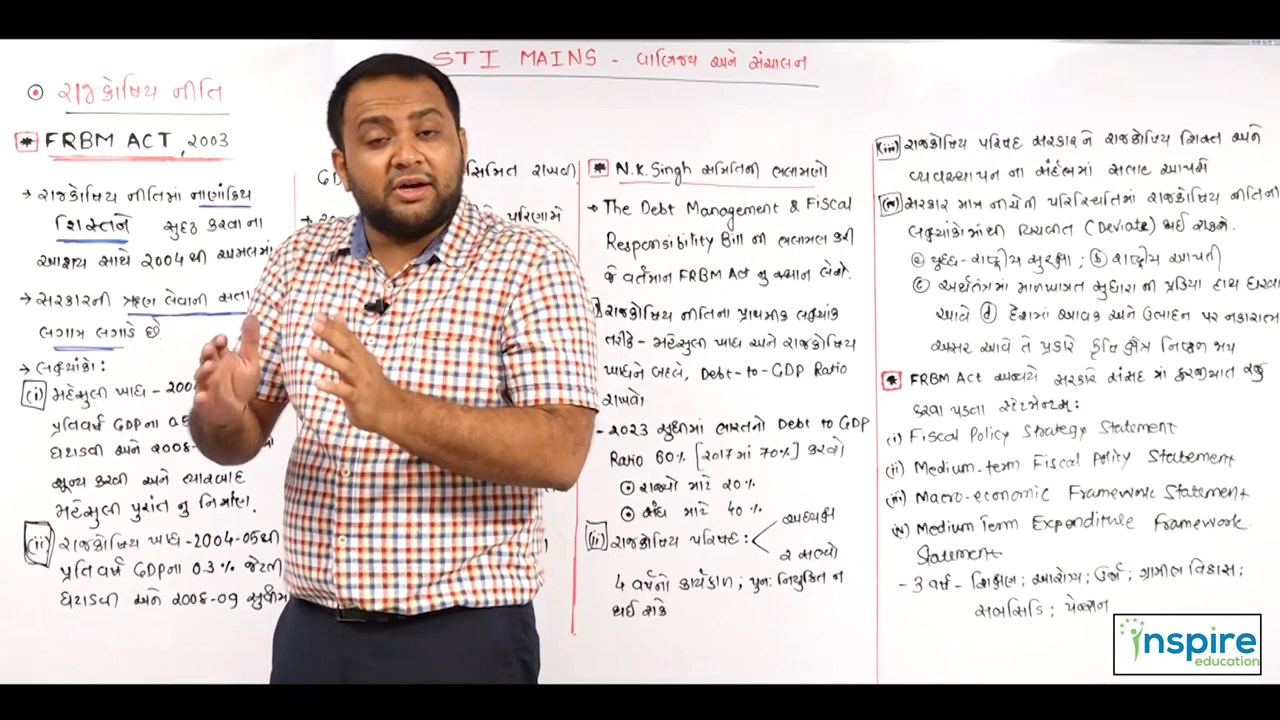 STI MAINS - વાણિજ્ય અને સંચાલન
રાજકોષિય નીતિ
* FRBM ACT, 2003
→ રાજકોષિય નીતિમાં નાણાંકિય
શિસ્તને સુદ્રઢ કરવાના
આશય સાથે 2004થી અમલમાં
→ સરકારની ઋણ લેવાની સત્તા
લગામ લગાડે છે.
→ લક્ષ્યાંકો:
(i) મહેસુલી ખાધ - 200
પ્રતિવર્ષ GDPના 0.5
ઘટાડવી અને 2008-
શૂન્ય કરવી અને ત્યારબાદ
મહેસુલી પુરાંત નુ નિર્માણ.
(ii) રાજકોષિય ખાધ - 2004-05થી
પ્રતિવર્ષ GDPના 0.3% જેટલી
ઘટાડવી અને 2008-09 સુધીમાં
સિમિત રાખવી
પરિણામે
* N.K.Singh સમિતિની ભલામણો
→ The Debt Management & Fiscal
Responsibility Bill ની ભલામણ કરી
જે વર્તમાન FRBM Act નુ સ્થાન લેશે.
રાજકોષિય નીતિના પ્રાથમીક લક્ષ્યાંક
તરીકે - મહેસુલી ખાધ અને રાજકોષિય
ખાધને બદલે, Debt-to-GDP Ratio
રાખવો
- 2023 સુધીમાં ભારતનો Debt to GDP
Ratio 60% [2017માં 70%] કરવો
⊙ રાજ્યો માટે 20%
⊙ સંઘ માટે 40%
(ii) રાજકોષિય પરિષદ: અધ્યક્ષ
2 સભ્યો
4 વર્ષનો કાર્યકાળ; પુન: નિયુક્તિ ન
થઈ શકે
(iii) રાજકોષિય પરિષદ સરકારને રાજકોષિય શિસ્ત અને
વ્યવસ્થાપન ના સંદર્ભમાં સલાહ આપશે
(iv) સરકાર માત્ર નીચેની પરિસ્થિતિમાં રાજકોષિય નીતિની
લક્ષ્યાંકોમાંથી વિચલીત (Deviate) થઈ શકશે.
ⓐ યુદ્ધ-રાષ્ટ્રીય સુરક્ષા; ⓑ રાષ્ટ્રીય આપત્તી
ⓒ અર્થતંત્રમાં માળખાગત સુધારા ની પ્રક્રિયા હાથ ધરવા
આવે ⓓ દેશમાં આવક અને ઉત્પાદન પર નકારાત્મ
અસર આવે તે પ્રકારે કૃષિ ક્ષેત્ર નિષ્ફળ જાય
* FRBM Act અન્વયે સરકારે સંસદ માં ફરજીયાત રજુ
કરવા પડતા સ્ટેટમેન્ટ્સ:
(i) Fiscal Policy Strategy Statement
(ii) Medium-term Fiscal Policy Statement
(iii) Macro-economic Framework Statement
(iv) Medium Term Expenditure Framework
Statement
- 3 વર્ષ - શિક્ષણ; આરોગ્ય; ઉર્જા; ગ્રામીણ વિકાસ;
સબસિડિ; પેન્શન
inspire
education